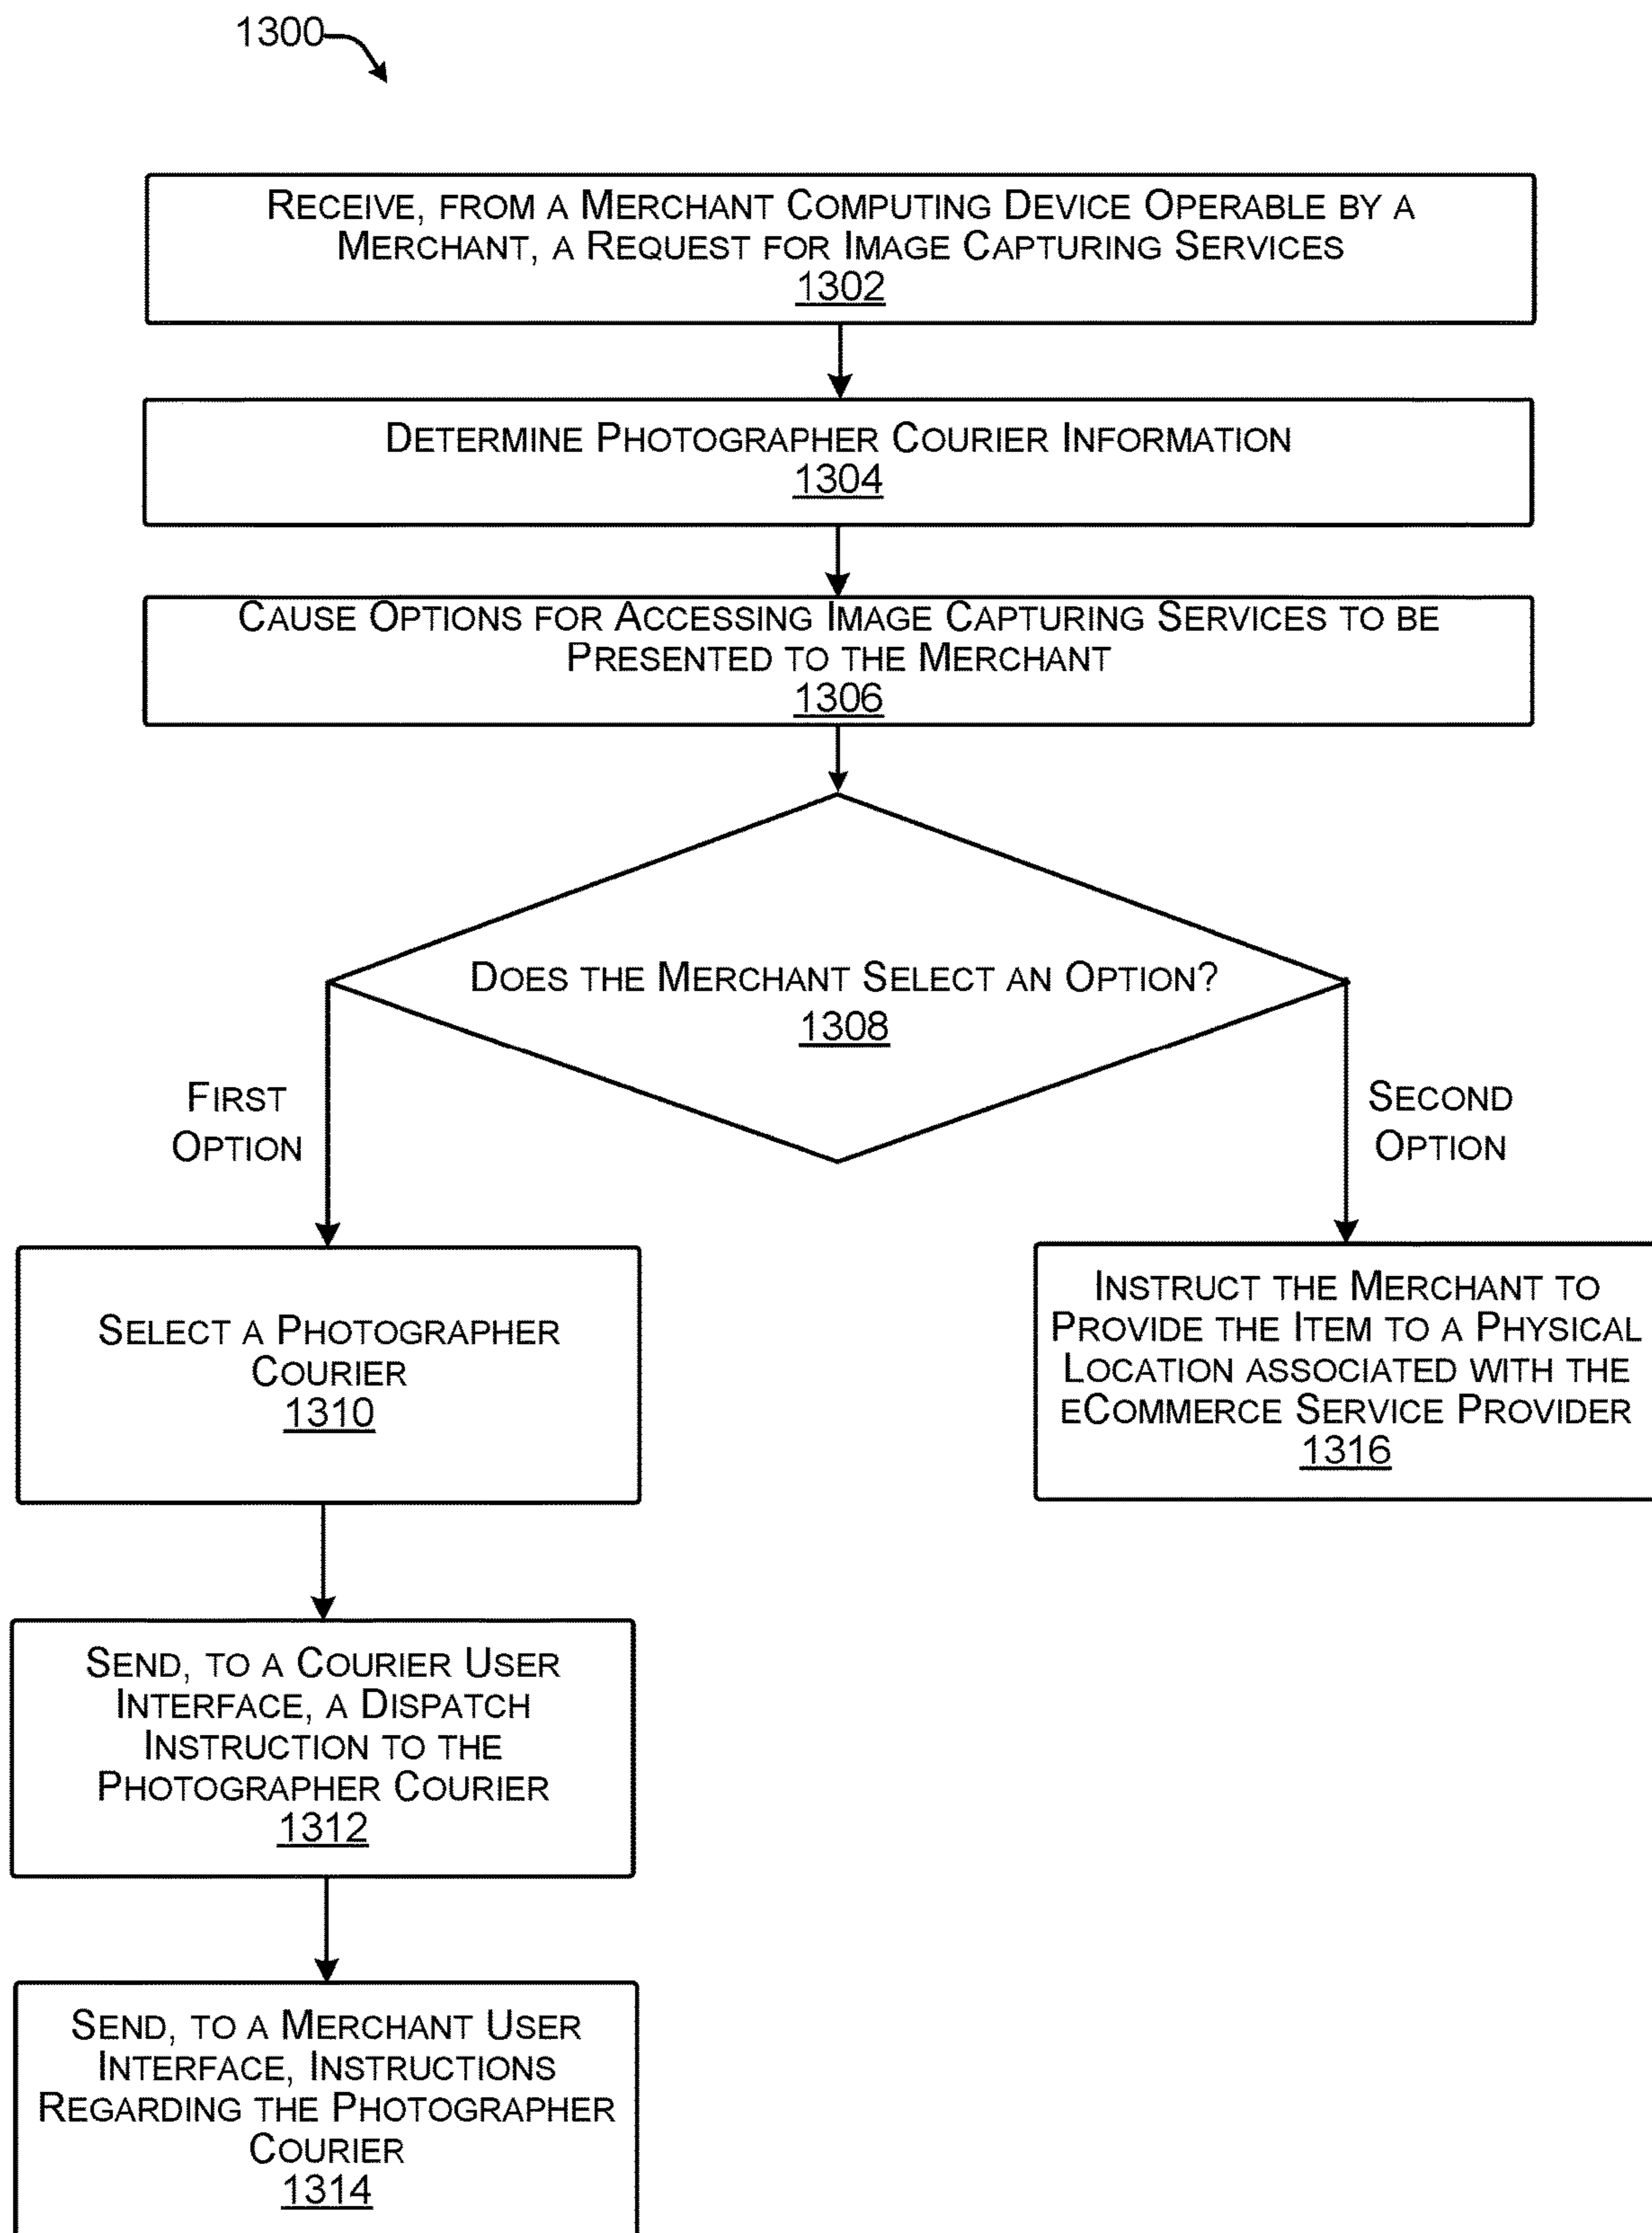 1300
RECEIVE, FROM A MERCHANT COMPUTING DEVICE OPERABLE BY A
MERCHANT, A REQUEST FOR IMAGE CAPTURING SERVICES
1302
DETERMINE PHOTOGRAPHER COURIER INFORMATION
1304
CAUSE OPTIONS FOR ACCESSING IMAGE CAPTURING SERVICES TO BE
PRESENTED TO THE MERCHANT
1306
DOES THE MERCHANT SELECT AN OPTION?
1308
FIRST
OPTION
SECOND
OPTION
SELECT A PHOTOGRAPHER
COURIER
1310
INSTRUCT THE MERCHANT TO
PROVIDE THE ITEM TO A PHYSICAL
LOCATION ASSOCIATED WITH THE
ECOMMERCE SERVICE PROVIDER
1316
SEND, TO A COURIER USER
INTERFACE, A DISPATCH
INSTRUCTION TO THE
PHOTOGRAPHER COURIER
1312
SEND, TO A MERCHANT USER
INTERFACE, INSTRUCTIONS
REGARDING THE PHOTOGRAPHER
COURIER
1314